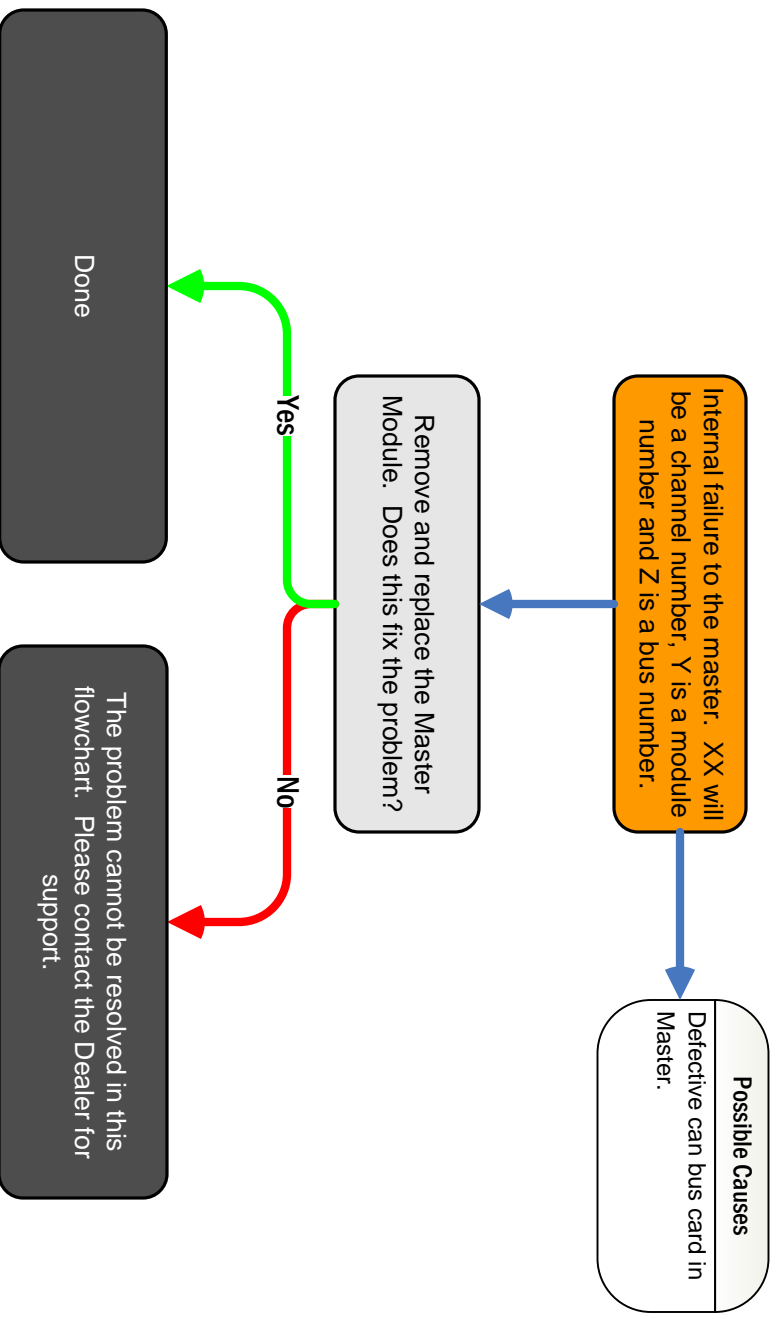 Internal failure to the master.  XX will
be a channel number, Y is a module
number and Z is a bus number.
Possible Causes
Defective can bus card in
Master.
Remove and replace the Master
Module.  Does this fix the problem?
Yes
No
Done
The problem cannot be resolved in this
flowchart.  Please contact the Dealer for
support.